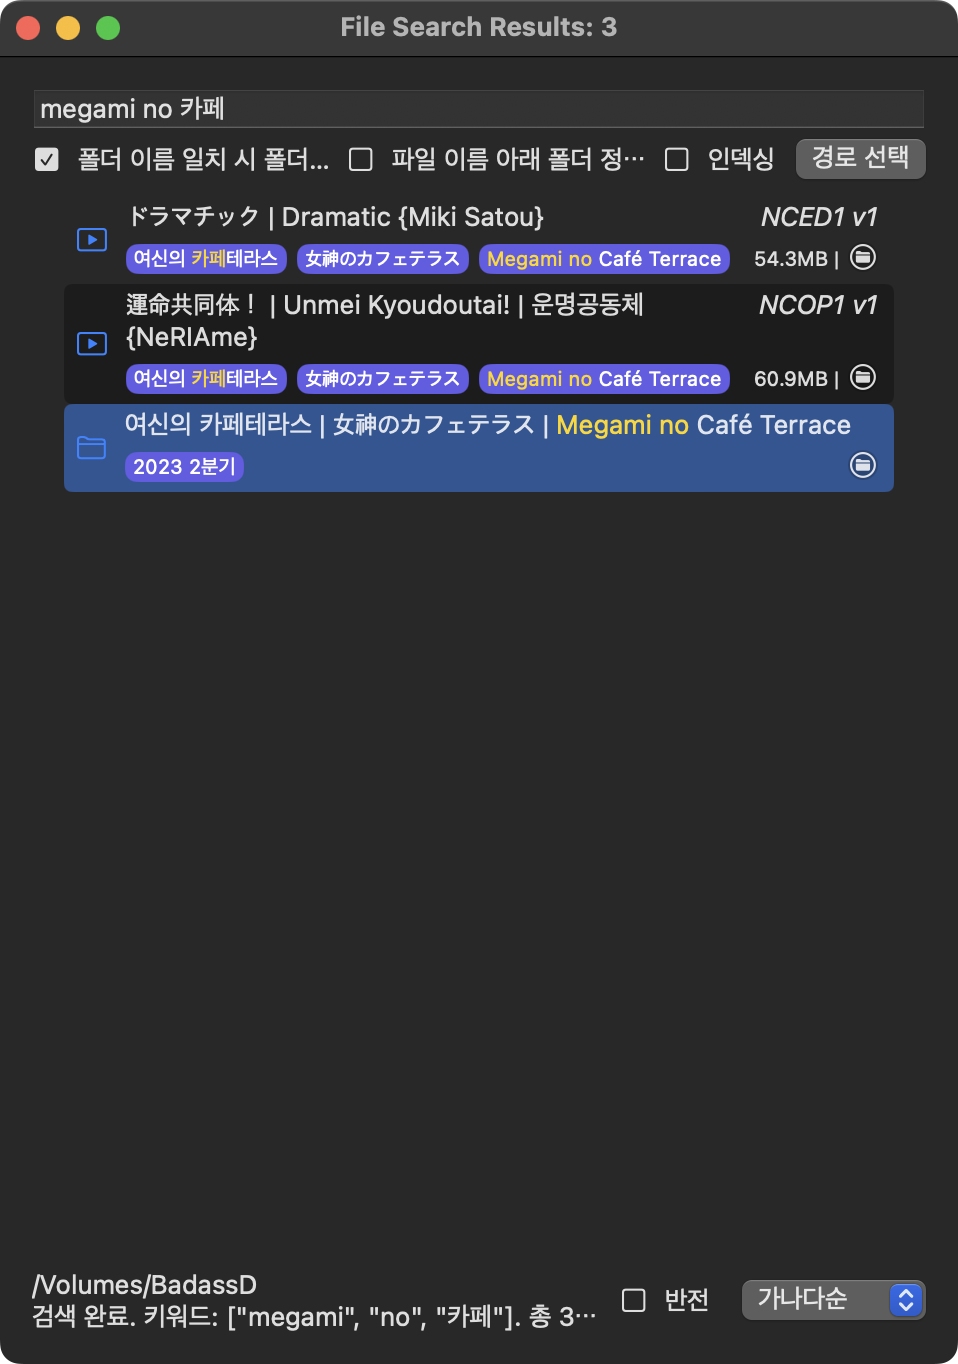 File Search Results: 3
megami no 카페
폴더 이름 일치 시 폴더... 파일 이름 아래 폴더 정... 인덱싱 경로 선택
ドラマチック | Dramatic {Miki Satou} NCED1 v1
여신의 카페테라스 女神のカフェテラス Megami no Café Terrace 54.3MB |
運命共同体！ | Unmei Kyoudoutai! | 운명공동체 NCOP1 v1
{NeRIAme}
여신의 카페테라스 女神のカフェテラス Megami no Café Terrace 60.9MB |
여신의 카페테라스 | 女神のカフェテラス | Megami no Café Terrace
2023 2분기
/Volumes/BadassD
검색 완료. 키워드: ["megami", "no", "카페"]. 총 3... 반전 가나다순